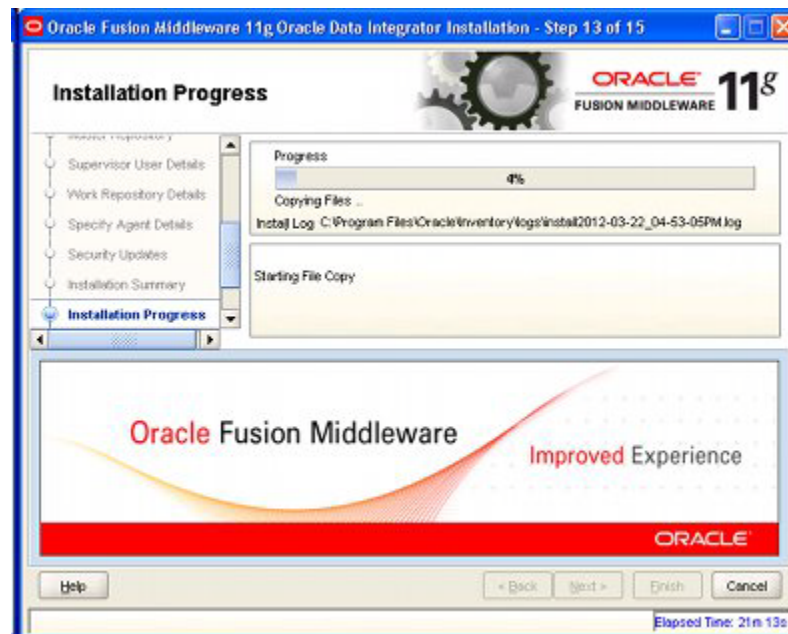 Oracle Fusion Middleware 11g Oracle Data Integrator Installation - Step 13 of 15
Installation Progress
ORACLE
FUSION MIDDLEWARE 11g
Master Repository
Supervisor User Details
Work Repository Details
Specify Agent Details
Security Updates
Installation Summary
Installation Progress
Progress
4%
Copying Files ..
Install Log C:\Program Files\Oracle\Inventory\logs\install2012-03-22_04-53-05PM.log
Starting File Copy
Oracle Fusion Middleware
Improved Experience
ORACLE
Help
< Back
Next >
Finish
Cancel
Elapsed Time: 21m 13s